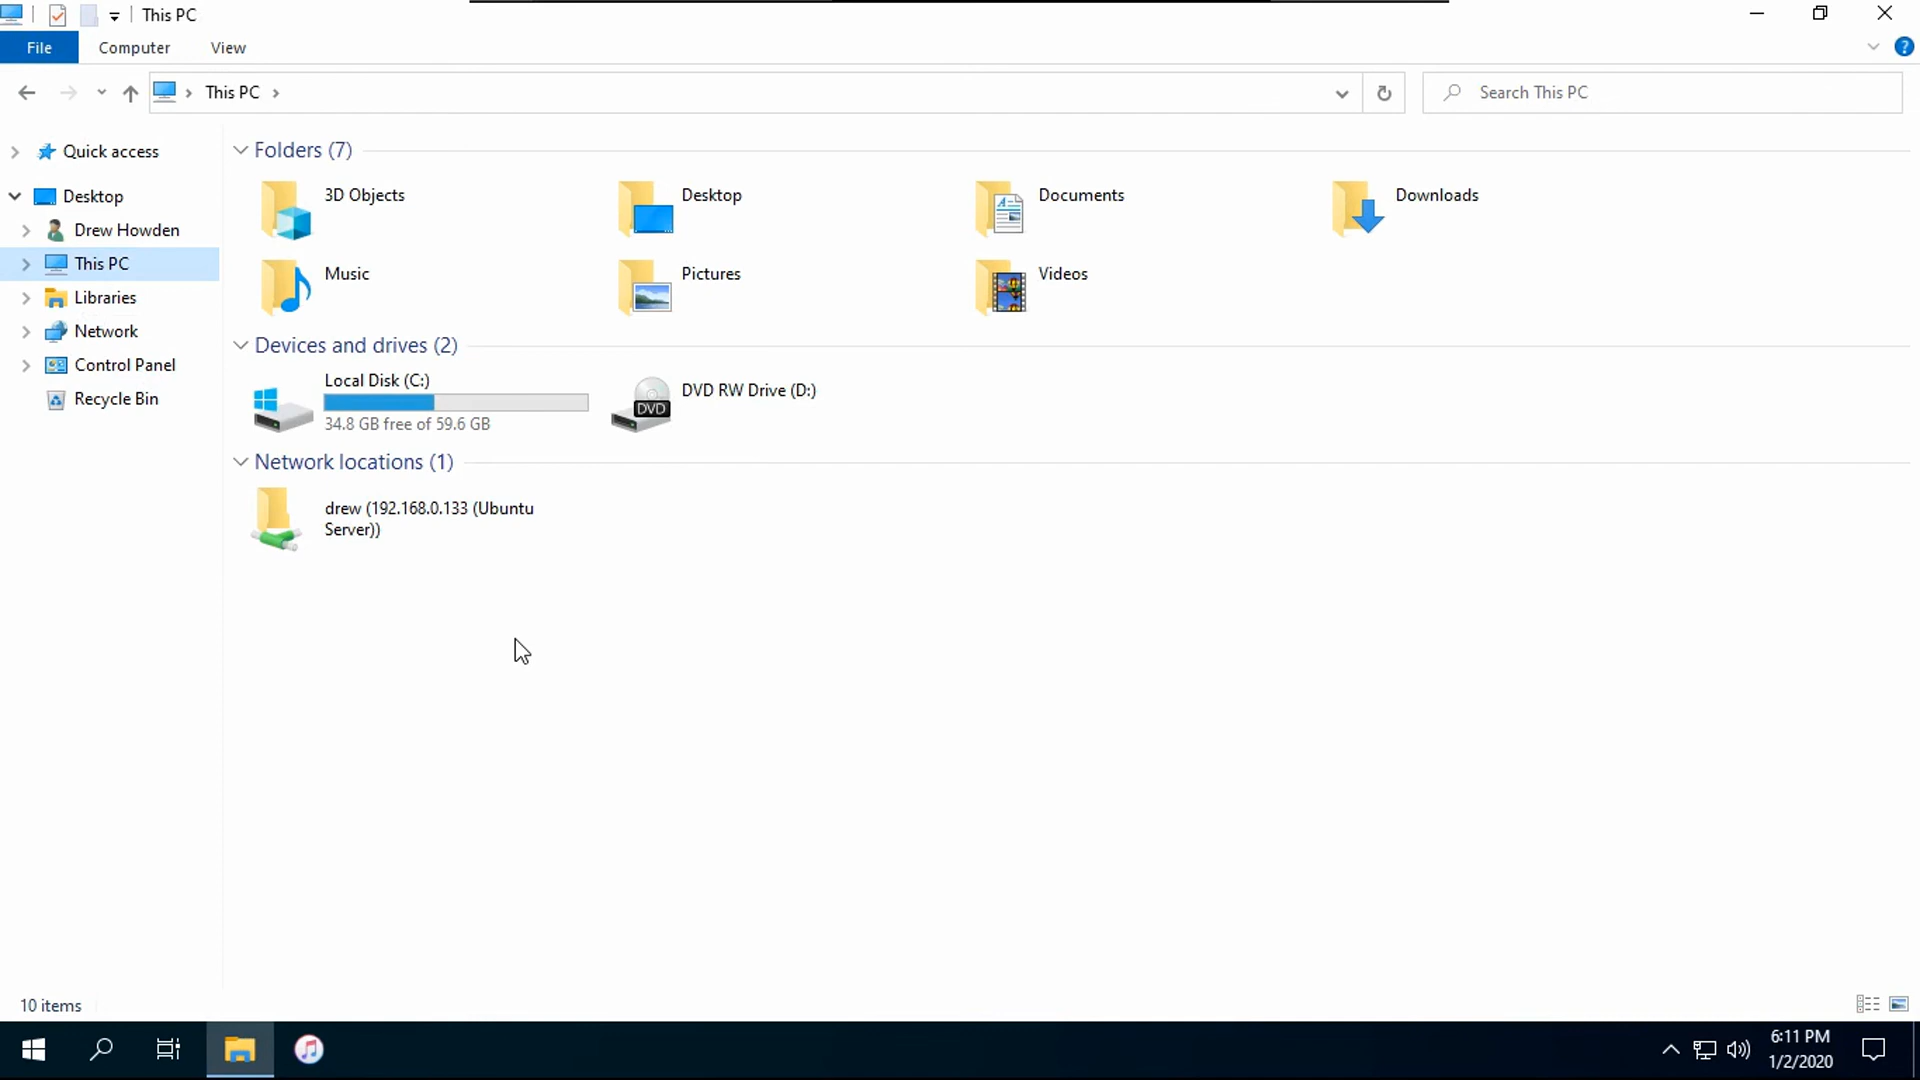 This PC
File
Computer
View
This PC
Search This PC
Quick access
Desktop
Drew Howden
This PC
Libraries
Network
Control Panel
Recycle Bin
Folders (7)
3D Objects
Desktop
Documents
Downloads
Music
Pictures
Videos
Devices and drives (2)
Local Disk (C:)
34.8 GB free of 59.6 GB
DVD
DVD RW Drive (D:)
Network locations (1)
drew (192.168.0.133 (Ubuntu
Server))
10 items
6:11 PM
1/2/2020